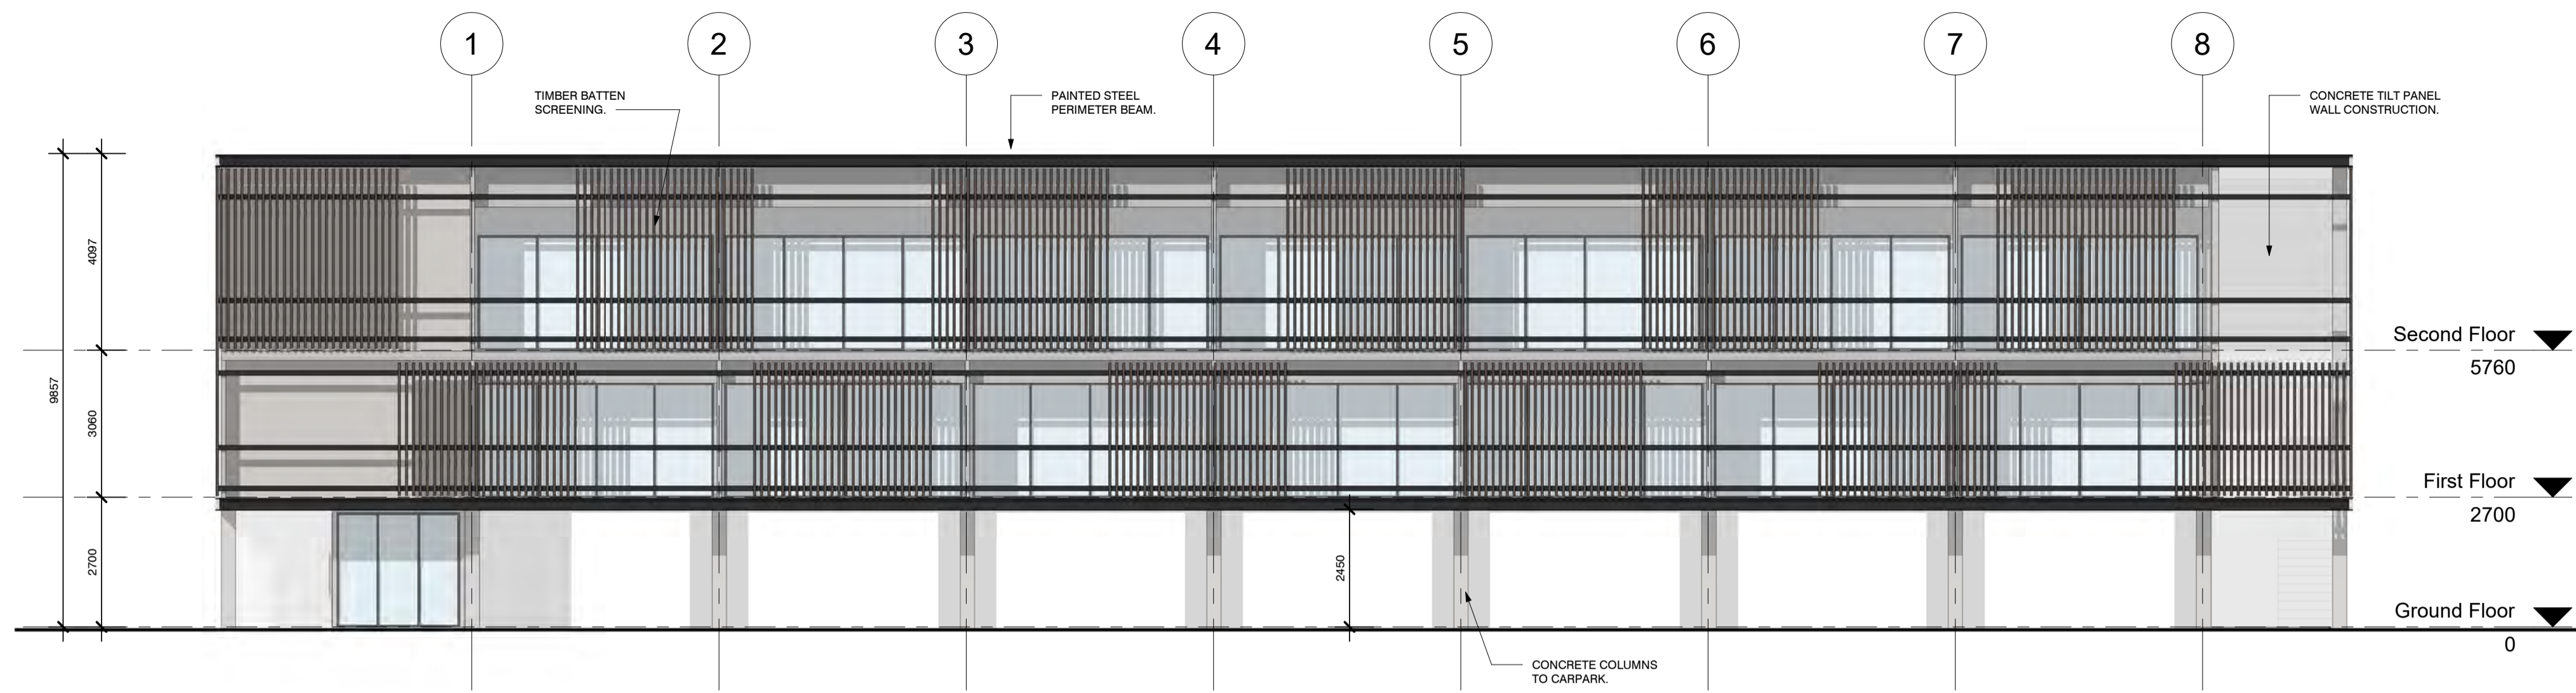 1
2
3
4
5
6
7
8
TIMBER BATTEN
SCREENING.
PAINTED STEEL
PERIMETER BEAM.
CONCRETE TILT PANEL
WALL CONSTRUCTION.
9857
4097
3060
2700
2450
Second Floor
5760
First Floor
2700
Ground Floor
0
CONCRETE COLUMNS
TO CARPARK.